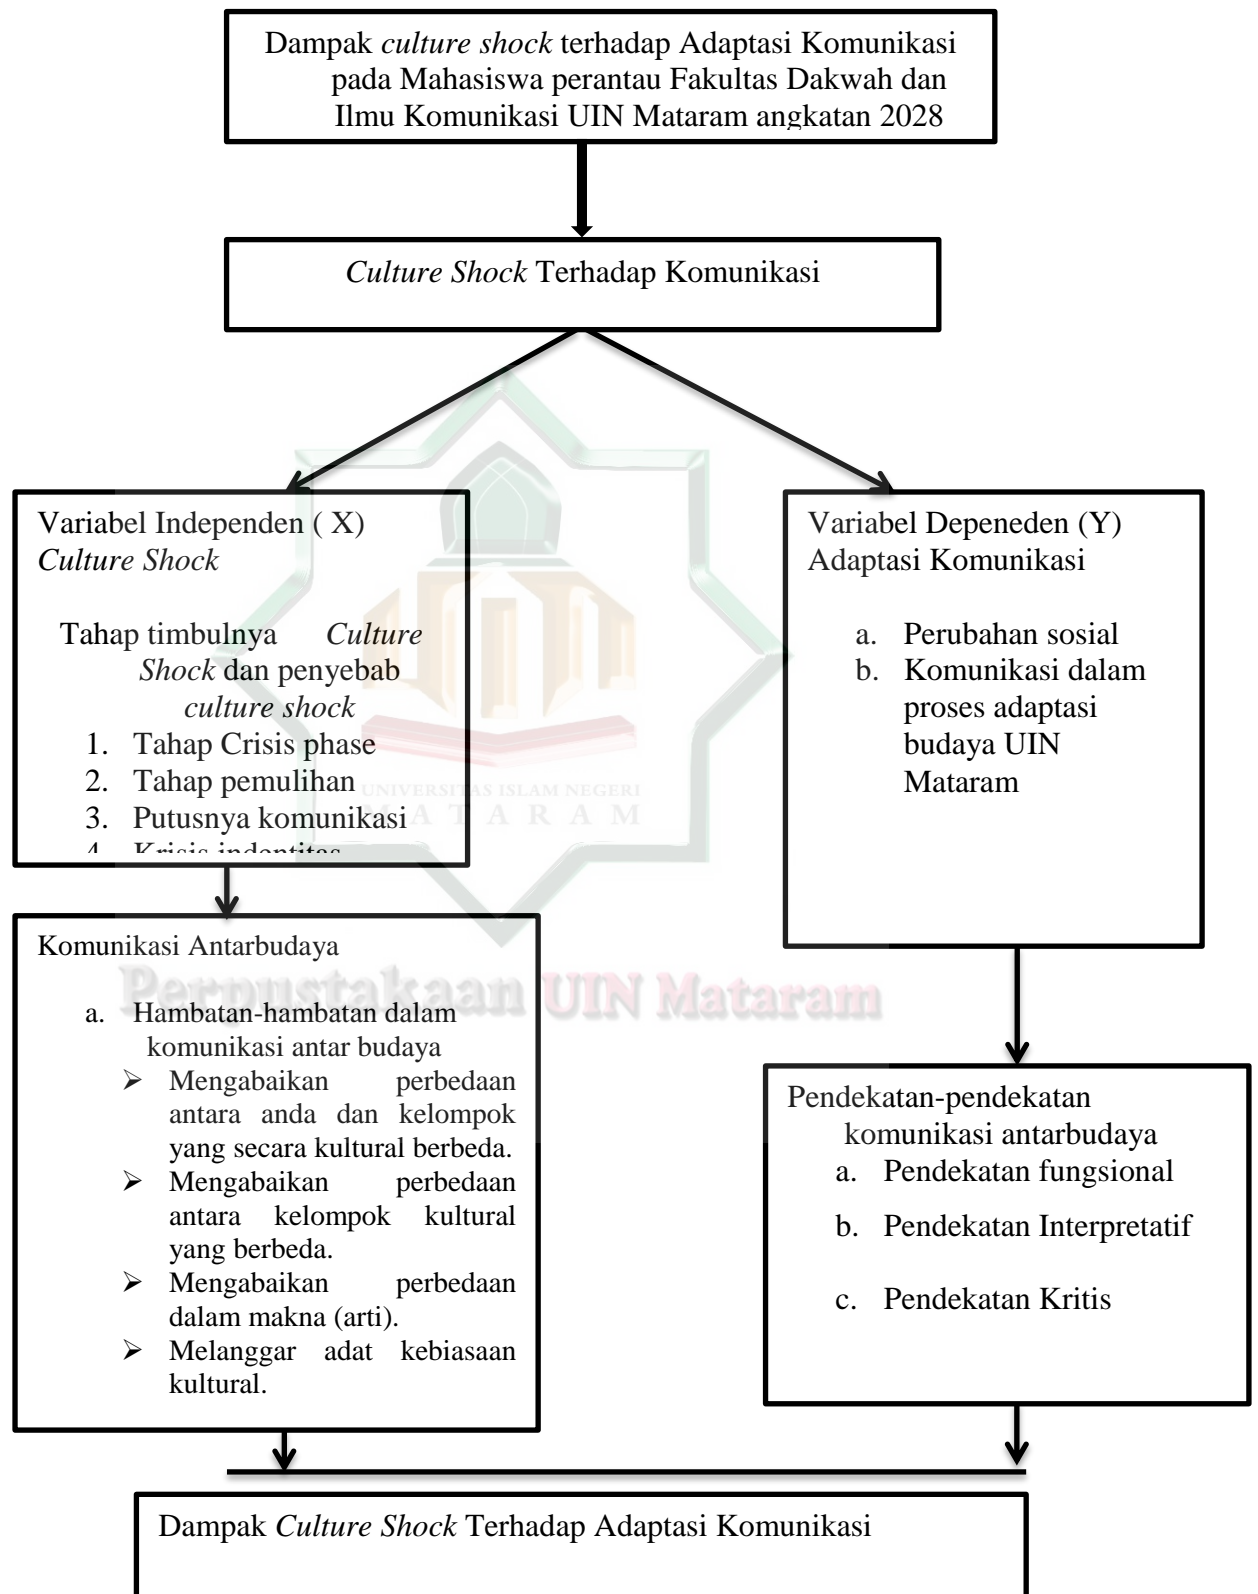 Dampak culture shock terhadap Adaptasi Komunikasi
pada Mahasiswa perantau Fakultas Dakwah dan
Ilmu Komunikasi UIN Mataram angkatan 2028
Culture Shock Terhadap Komunikasi
Variabel Independen ( X)
Culture Shock
Tahap timbulnya Culture
Shock dan penyebab
culture shock
1. Tahap Crisis phase
2. Tahap pemulihan
3. Putusnya komunikasi
4. Krisis indentitas
Variabel Depeneden (Y)
Adaptasi Komunikasi
a. Perubahan sosial
b. Komunikasi dalam
proses adaptasi
budaya UIN
Mataram
UNIVERSITAS ISLAM NEGERI
MATARAM
Komunikasi Antarbudaya
a. Hambatan-hambatan dalam
komunikasi antar budaya
➢ Mengabaikan perbedaan
antara anda dan kelompok
yang secara kultural berbeda.
➢ Mengabaikan perbedaan
antara kelompok kultural
yang berbeda.
➢ Mengabaikan perbedaan
dalam makna (arti).
➢ Melanggar adat kebiasaan
kultural.
Perpustakaan UIN Mataram
Pendekatan-pendekatan
komunikasi antarbudaya
a. Pendekatan fungsional
b. Pendekatan Interpretatif
c. Pendekatan Kritis
Dampak Culture Shock Terhadap Adaptasi Komunikasi